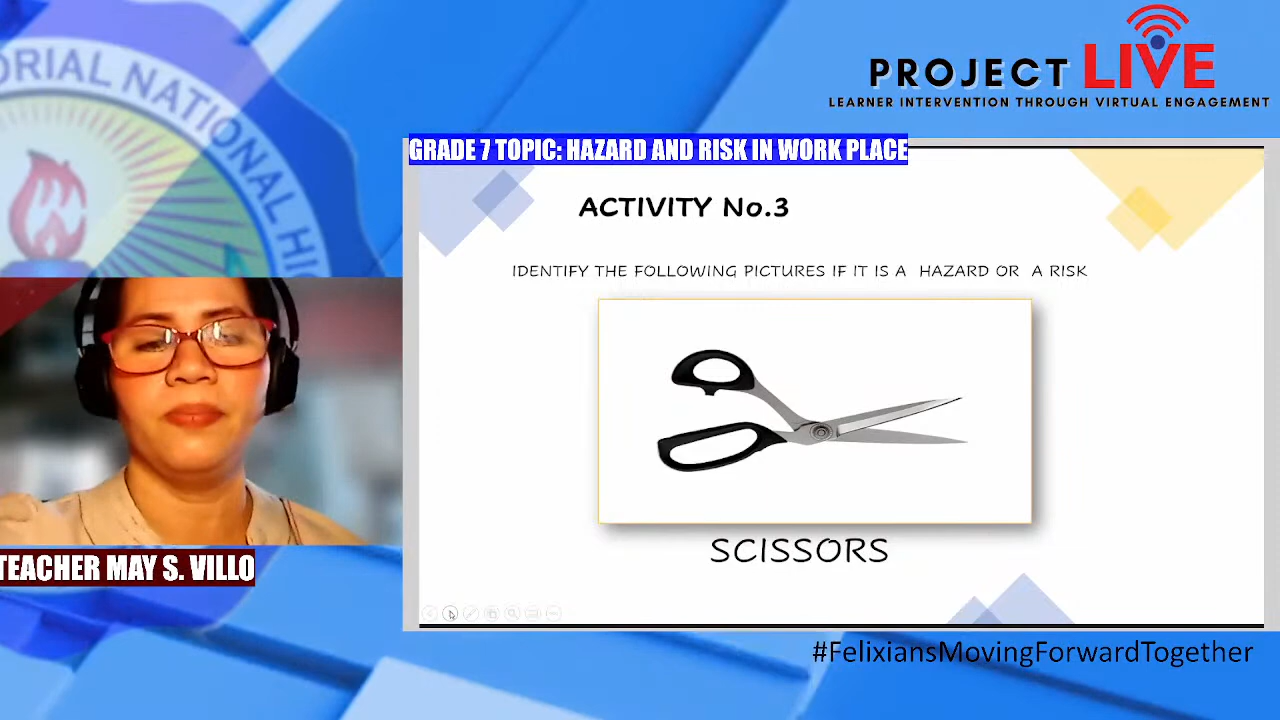 PROJECT LIVE
LEARNER INTERVENTION THROUGH VIRTUAL ENGAGEMENT
ORIAL NATIONAL HIG
GRADE 7 TOPIC: HAZARD AND RISK IN WORK PLACE
ACTIVITY No.3
IDENTIFY THE FOLLOWING PICTURES IF IT IS A HAZARD OR A RISK
SCISSORS
TEACHER MAY S. VILLO
#FelixiansMovingForwardTogether